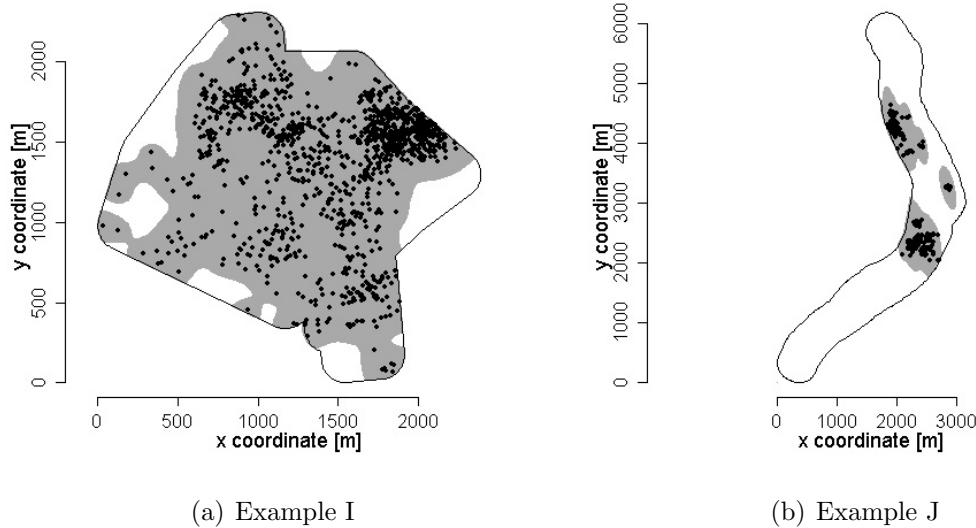 y coordinate [m]
0 500 1000 1500 2000
0 500 1000 1500 2000
x coordinate [m]
(a) Example I
y coordinate [m]
0 1000 2000 3000 4000 5000 6000
0 1000 2000 3000
x coordinate [m]
(b) Example J